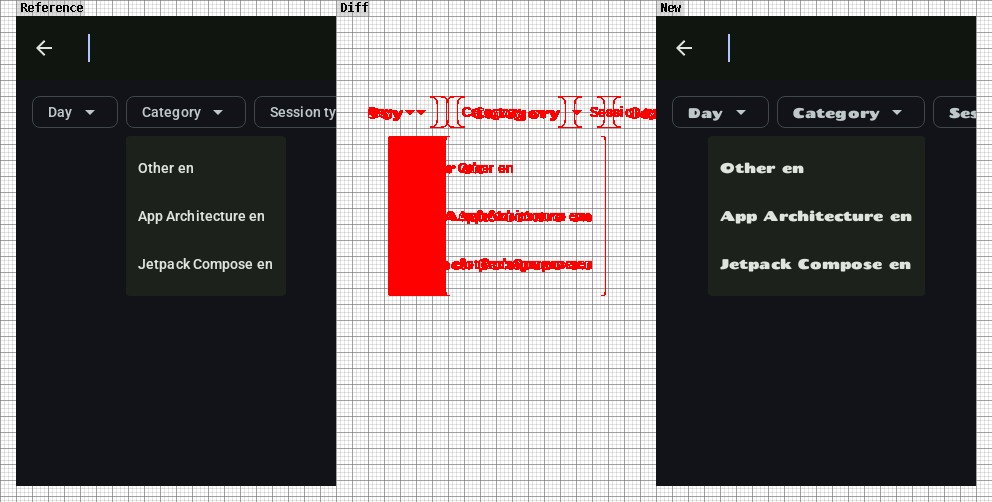 Reference Diff New
Day Category Session ty
Other en
App Architecture en
Jetpack Compose en
Day Category Ses
Other en
App Architecture en
Jetpack Compose en